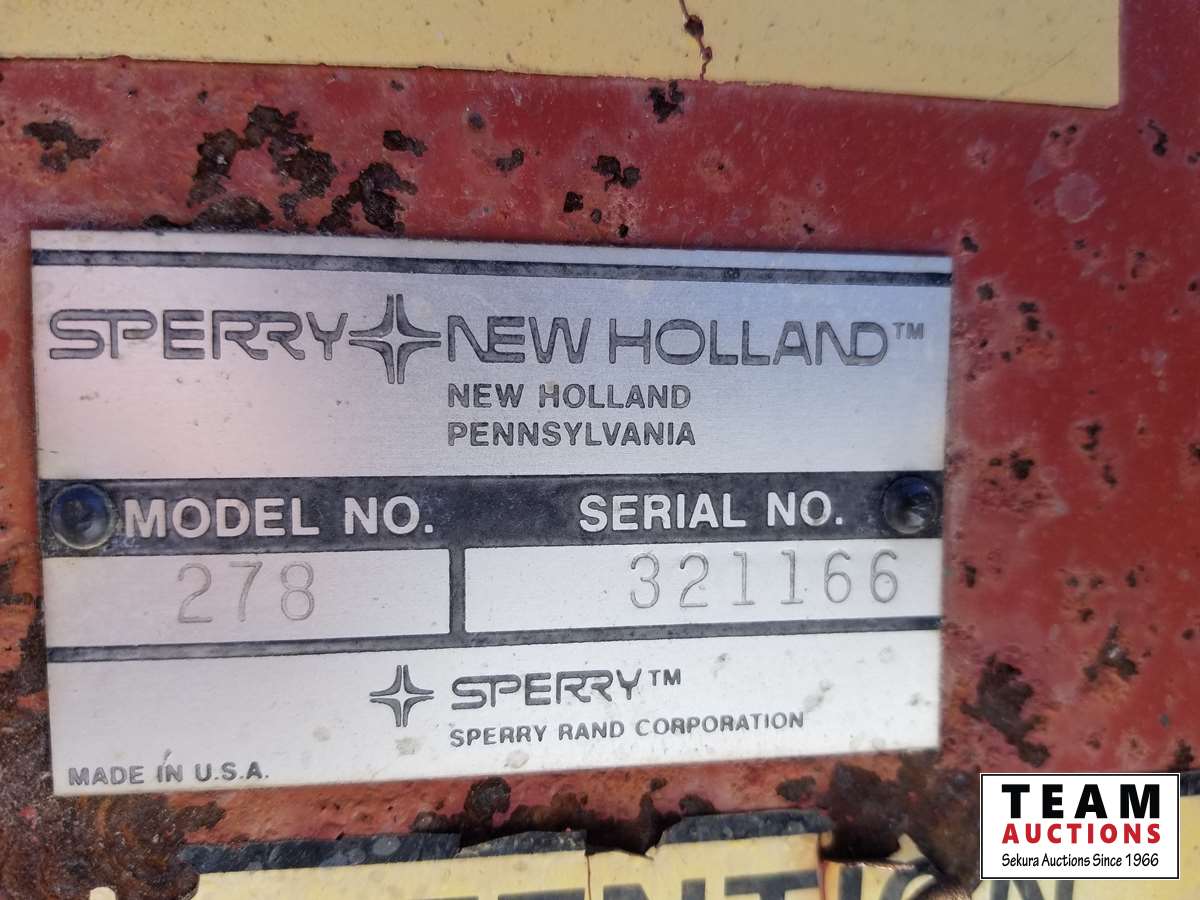 SPERRY NEW HOLLAND™
NEW HOLLAND
PENNSYLVANIA
MODEL NO. SERIAL NO.
278 321166
SPERRY™
SPERRY RAND CORPORATION
MADE IN U.S.A.
TEAM
AUCTIONS
Sekura Auctions Since 1966